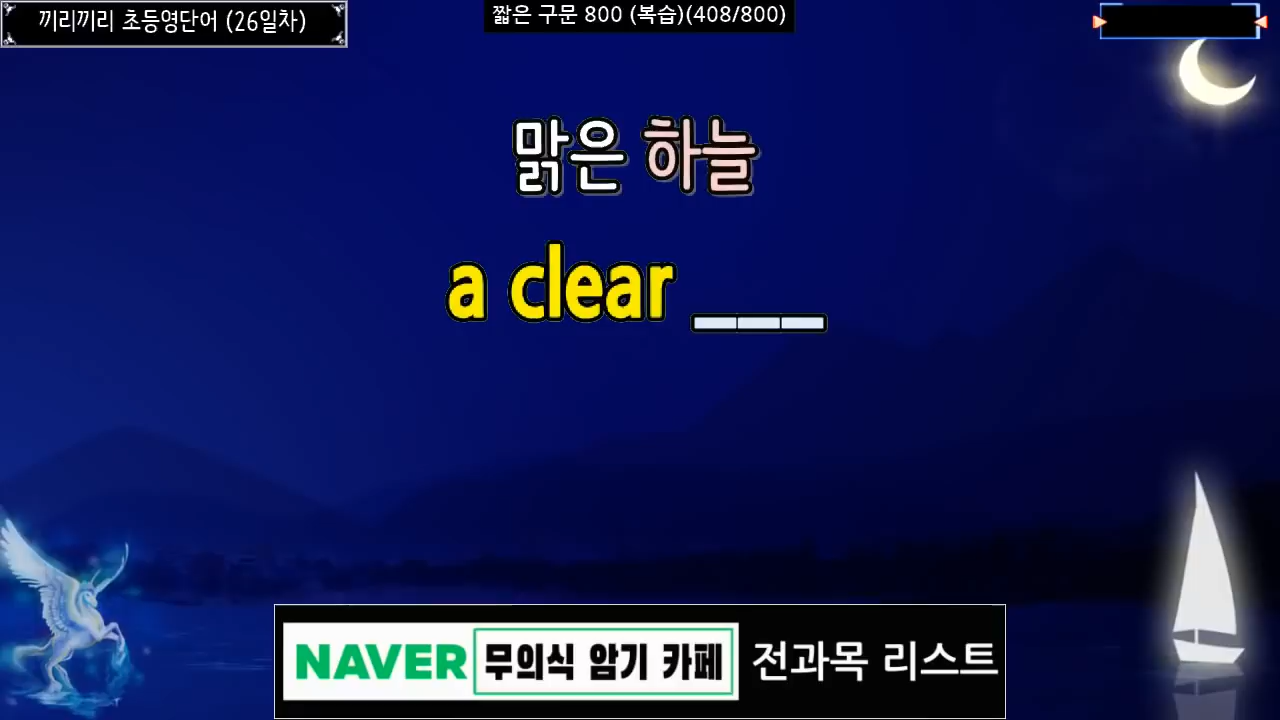 끼리끼리 초등영단어 (26일차)
짧은 구문 800 (복습)(408/800)
맑은 하늘
a clear ___
NAVER 무의식 암기 카페 전과목 리스트